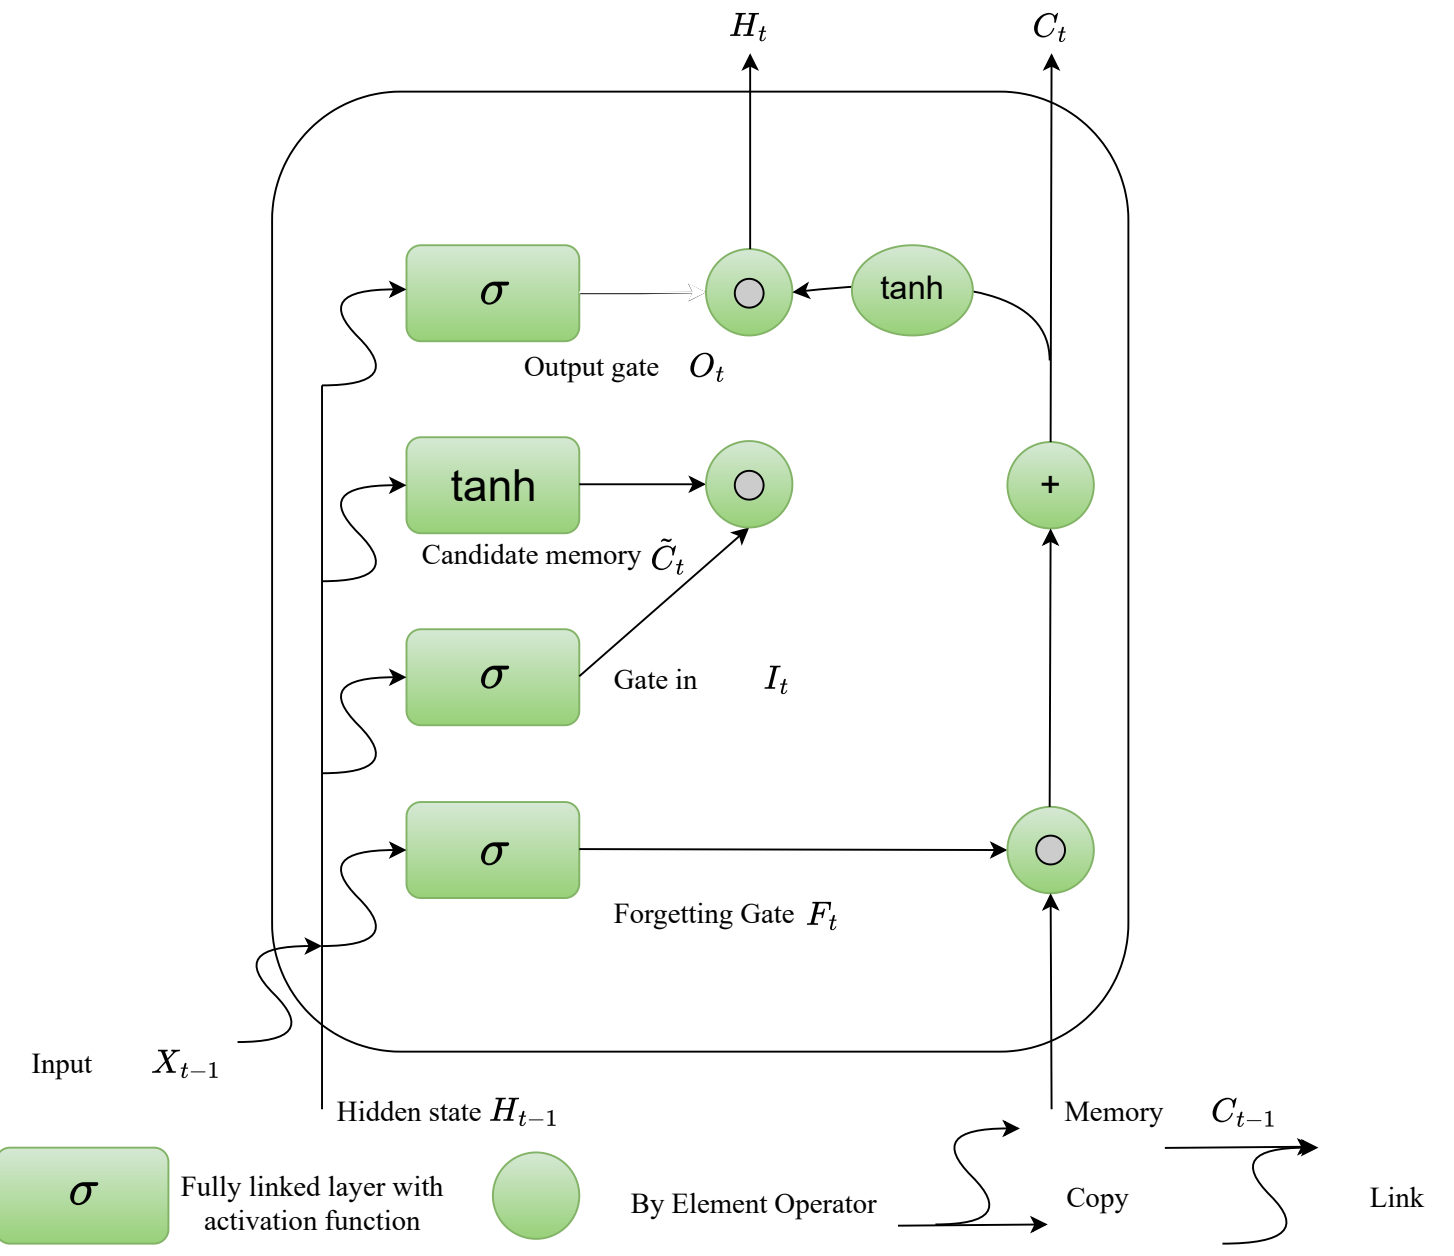 H_t
C_t
σ
tanh
Output gate O_t
tanh
+
Candidate memory C̃_t
σ
Gate in I_t
σ
Forgetting Gate F_t
Input X_{t−1}
Hidden state H_{t−1}
Memory C_{t−1}
σ
Fully linked layer with
activation function
By Element Operator
Copy
Link